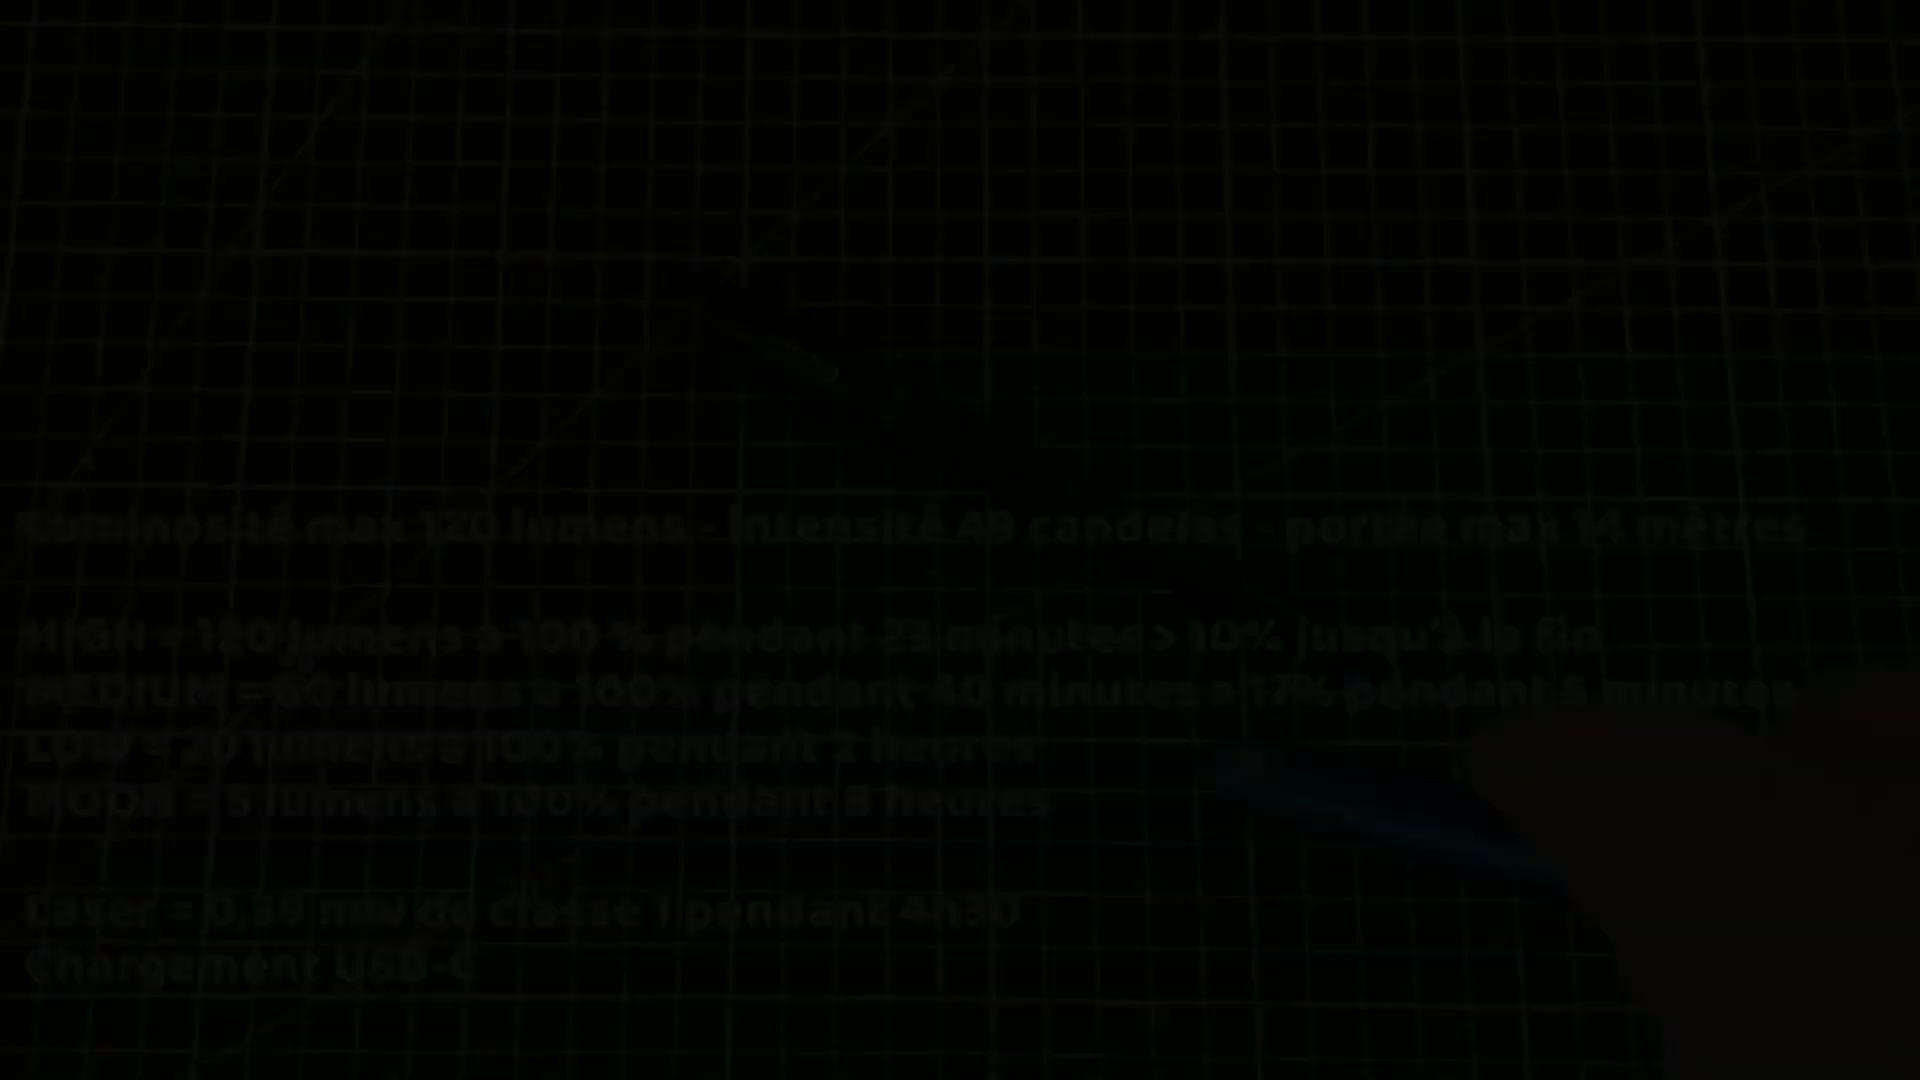 Luminosité max 120 lumens - intensité 49 candelas - portée max 14 mètres
HIGH = 120 lumens à 100 % pendant 23 minutes > 10% jusqu'à la fin
MEDIUM = 60 lumens à 100% pendant 40 minutes > 17% pendant 5 minutes
LOW = 20 lumens à 100% pendant 2 heures
MOON = 5 lumens à 100% pendant 8 heures
Laser = 0,39 mW de classe 1 pendant 4h30
Chargement USB-C